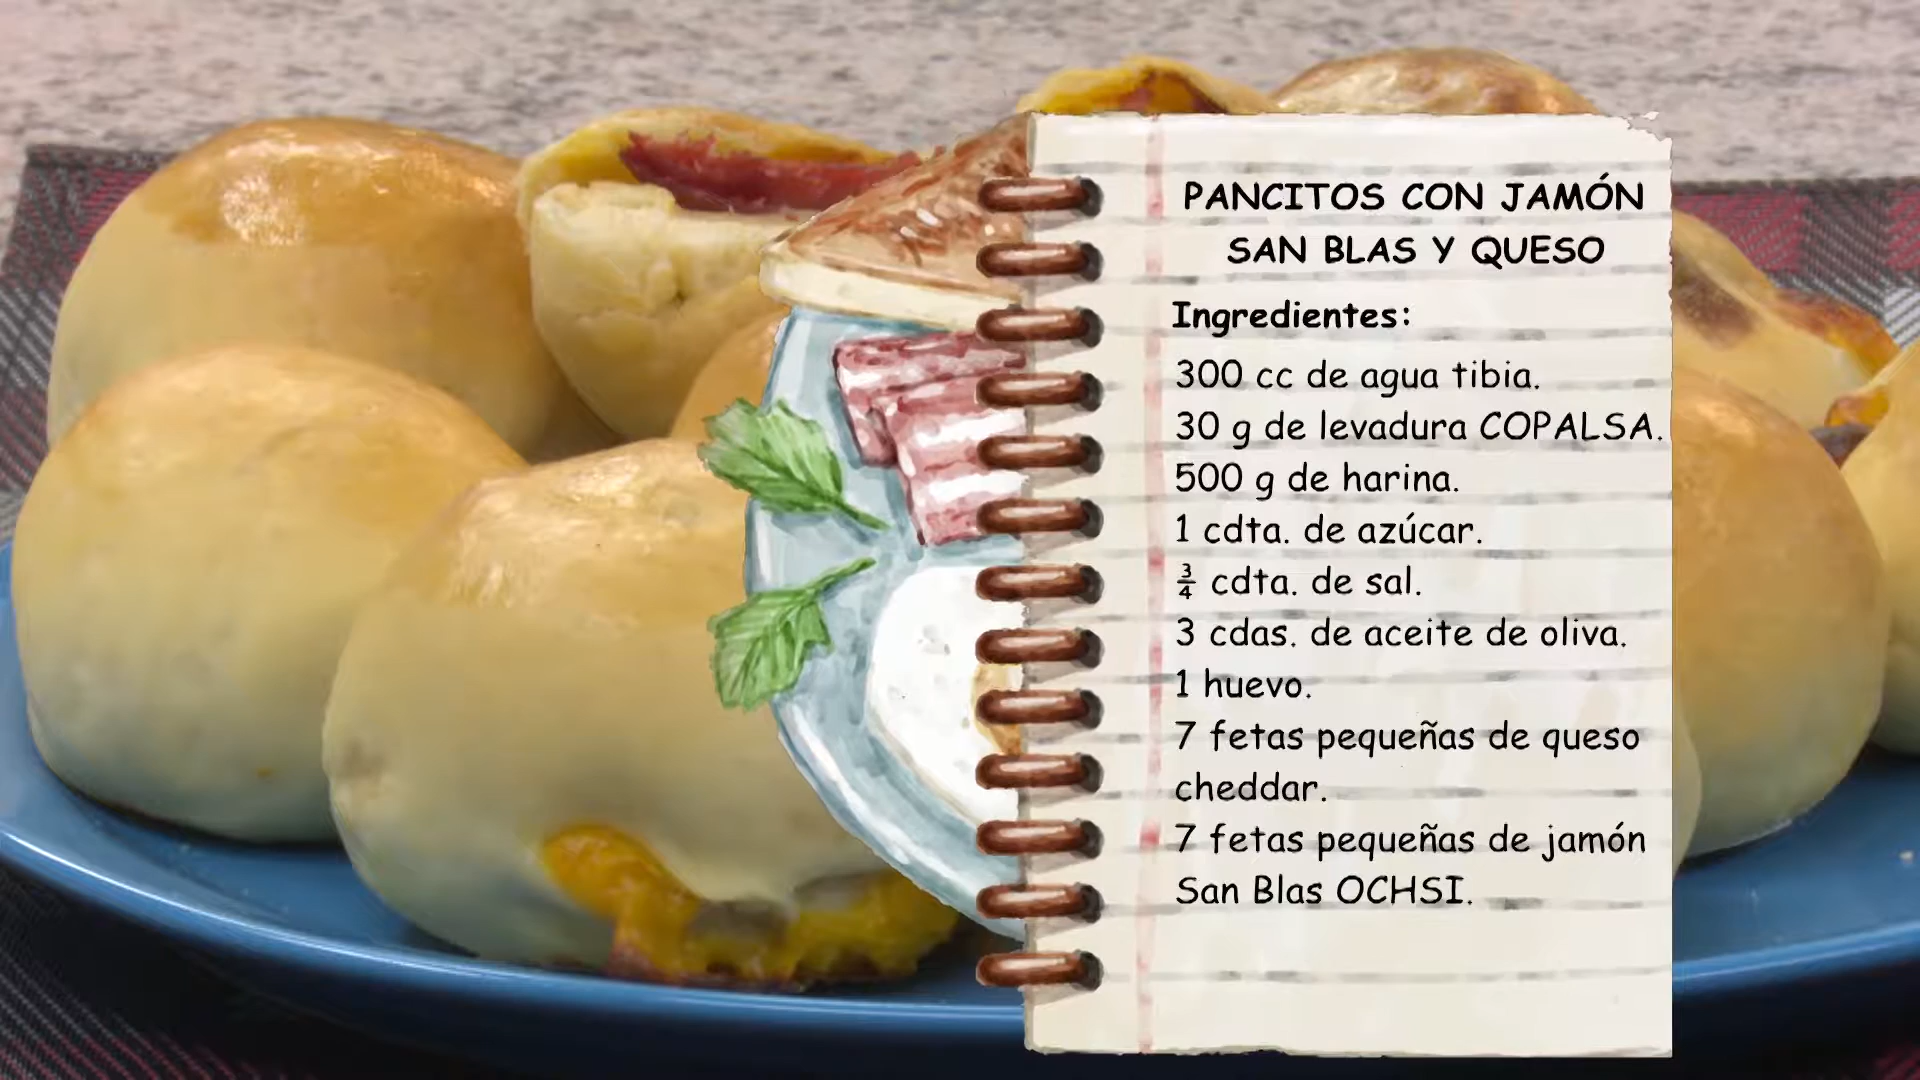 PANCITOS CON JAMÓN
SAN BLAS Y QUESO
Ingredientes:
300 cc de agua tibia.
30 g de levadura COPALSA.
500 g de harina.
1 cdta. de azúcar.
¾ cdta. de sal.
3 cdas. de aceite de oliva.
1 huevo.
7 fetas pequeñas de queso
cheddar.
7 fetas pequeñas de jamón
San Blas OCHSI.